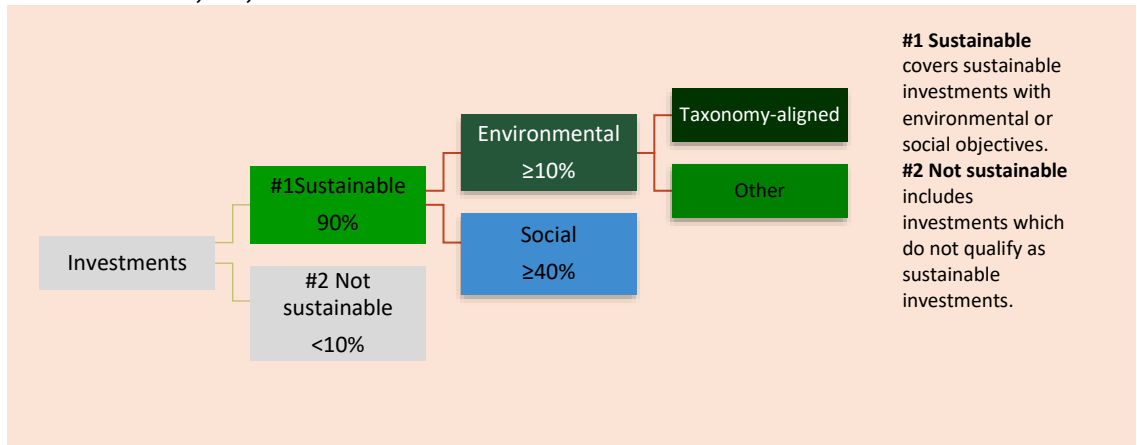 Investments
#1Sustainable
90%
#2 Not
sustainable
<10%
Environmental
≥10%
Social
≥40%
Taxonomy-aligned
Other
#1 Sustainable
covers sustainable
investments with
environmental or
social objectives.
#2 Not sustainable
includes
investments which
do not qualify as
sustainable
investments.